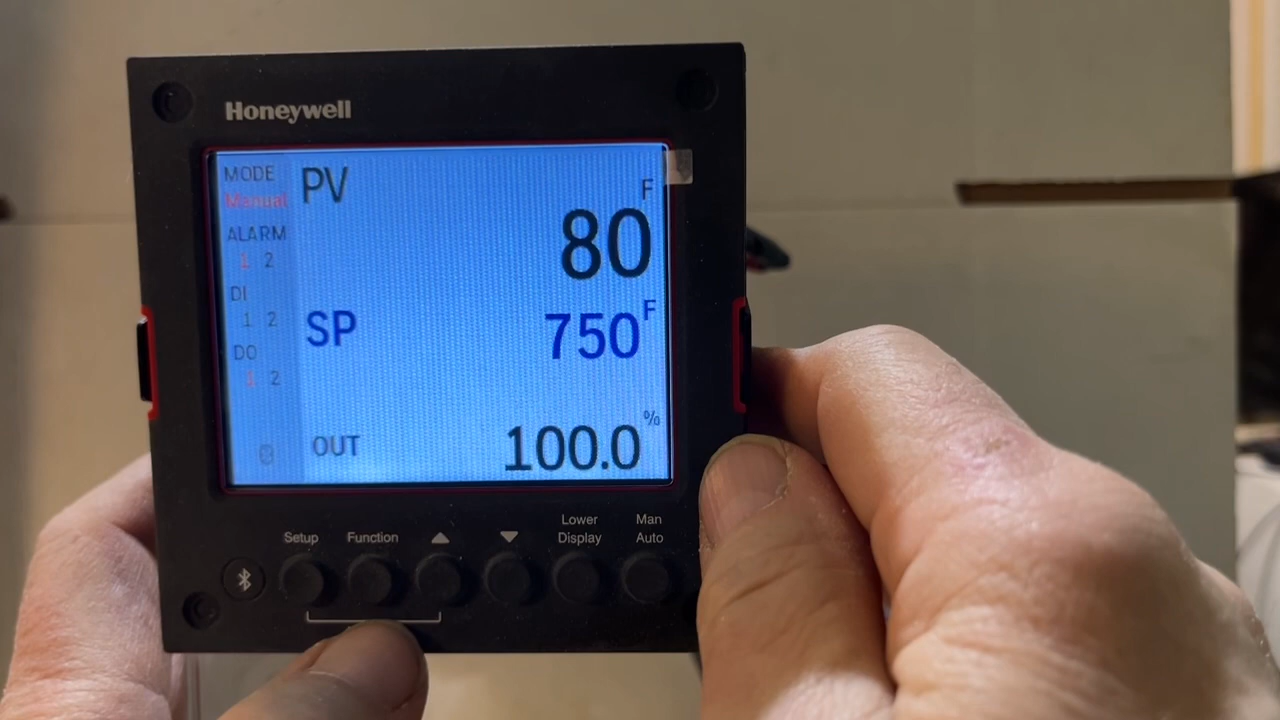 Honeywell
MODE
Manual
PV
F
80
ALARM
1 2
DI
1 2
SP
750 F
DO
1 2
OUT
100.0 %
Setup
Function
Lower
Display
Man
Auto